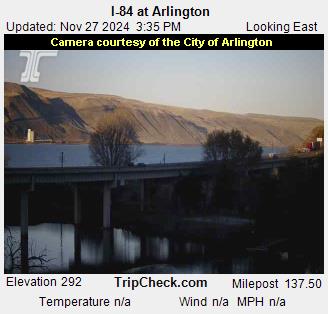 I-84 at Arlington
Updated: Nov 27 2024 3:35 PM Looking East
Camera courtesy of the City of Arlington
Elevation 292 TripCheck.com Milepost 137.50
Temperature n/a Wind n/a MPH n/a